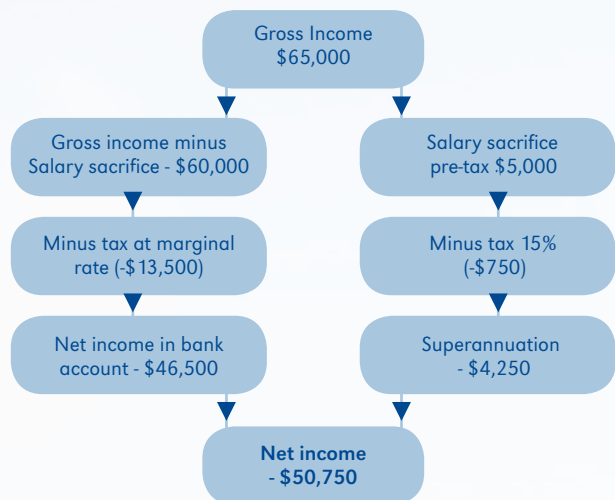 Gross Income
$65,000
Gross income minus
Salary sacrifice - $60,000
Salary sacrifice
pre-tax $5,000
Minus tax at marginal
rate (-$13,500)
Minus tax 15%
(-$750)
Net income in bank
account - $46,500
Superannuation
- $4,250
Net income
- $50,750